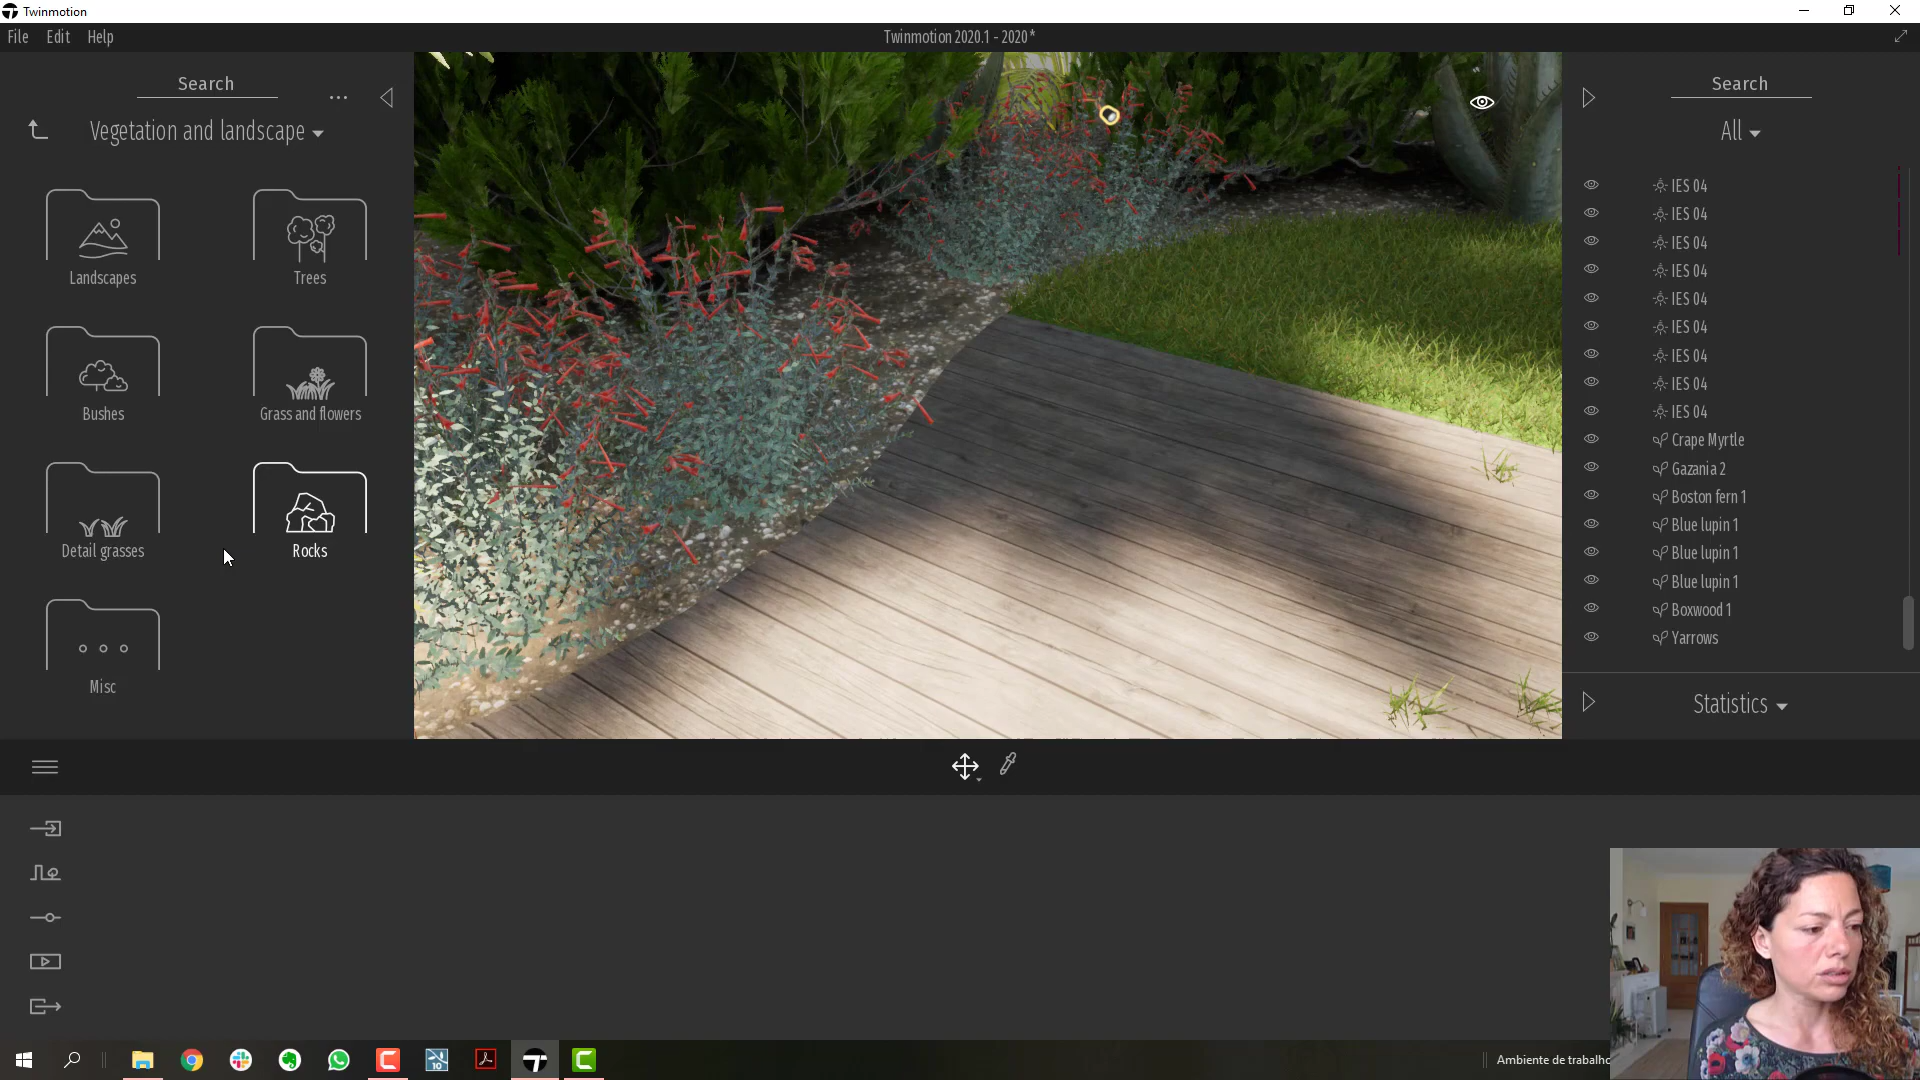 Twinmotion
File Edit Help
Twinmotion 2020.1 - 2020*
Search
Vegetation and landscape
Landscapes
Trees
Bushes
Grass and flowers
Detail grasses
Rocks
Misc
Search
All
IES 04
IES 04
IES 04
IES 04
IES 04
IES 04
IES 04
IES 04
IES 04
Crape Myrtle
Gazania 2
Boston fern 1
Blue lupin 1
Blue lupin 1
Blue lupin 1
Boxwood 1
Yarrows
Statistics
10
Ambiente de trabalho